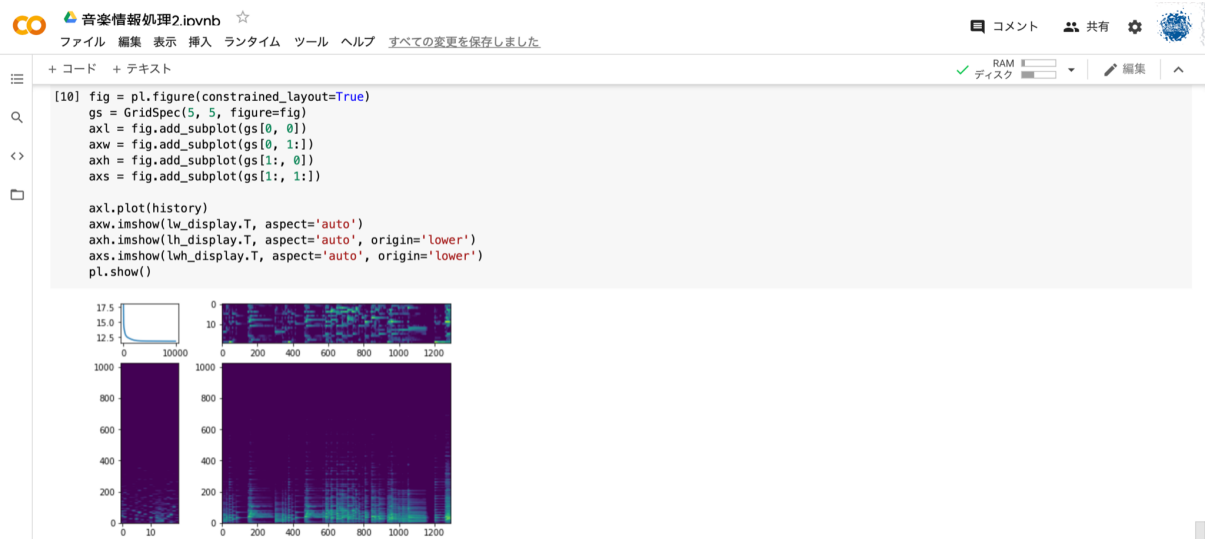 音楽情報処理2.ipynb
ファイル 編集 表示 挿入 ランタイム ツール ヘルプ すべての変更を保存しました
コメント 共有
+ コード + テキスト
RAM
ディスク
編集
[10] fig = pl.figure(constrained_layout=True)
gs = GridSpec(5, 5, figure=fig)
axl = fig.add_subplot(gs[0, 0])
axw = fig.add_subplot(gs[0, 1:])
axh = fig.add_subplot(gs[1:, 0])
axs = fig.add_subplot(gs[1:, 1:])
axl.plot(history)
axw.imshow(lw_display.T, aspect='auto')
axh.imshow(lh_display.T, aspect='auto', origin='lower')
axs.imshow(lwh_display.T, aspect='auto', origin='lower')
pl.show()
17.5
15.0
12.5
0 10000
0
10
0 200 400 600 800 1000 1200
1000
800
600
400
200
0
0 10
1000
800
600
400
200
0
0 200 400 600 800 1000 1200